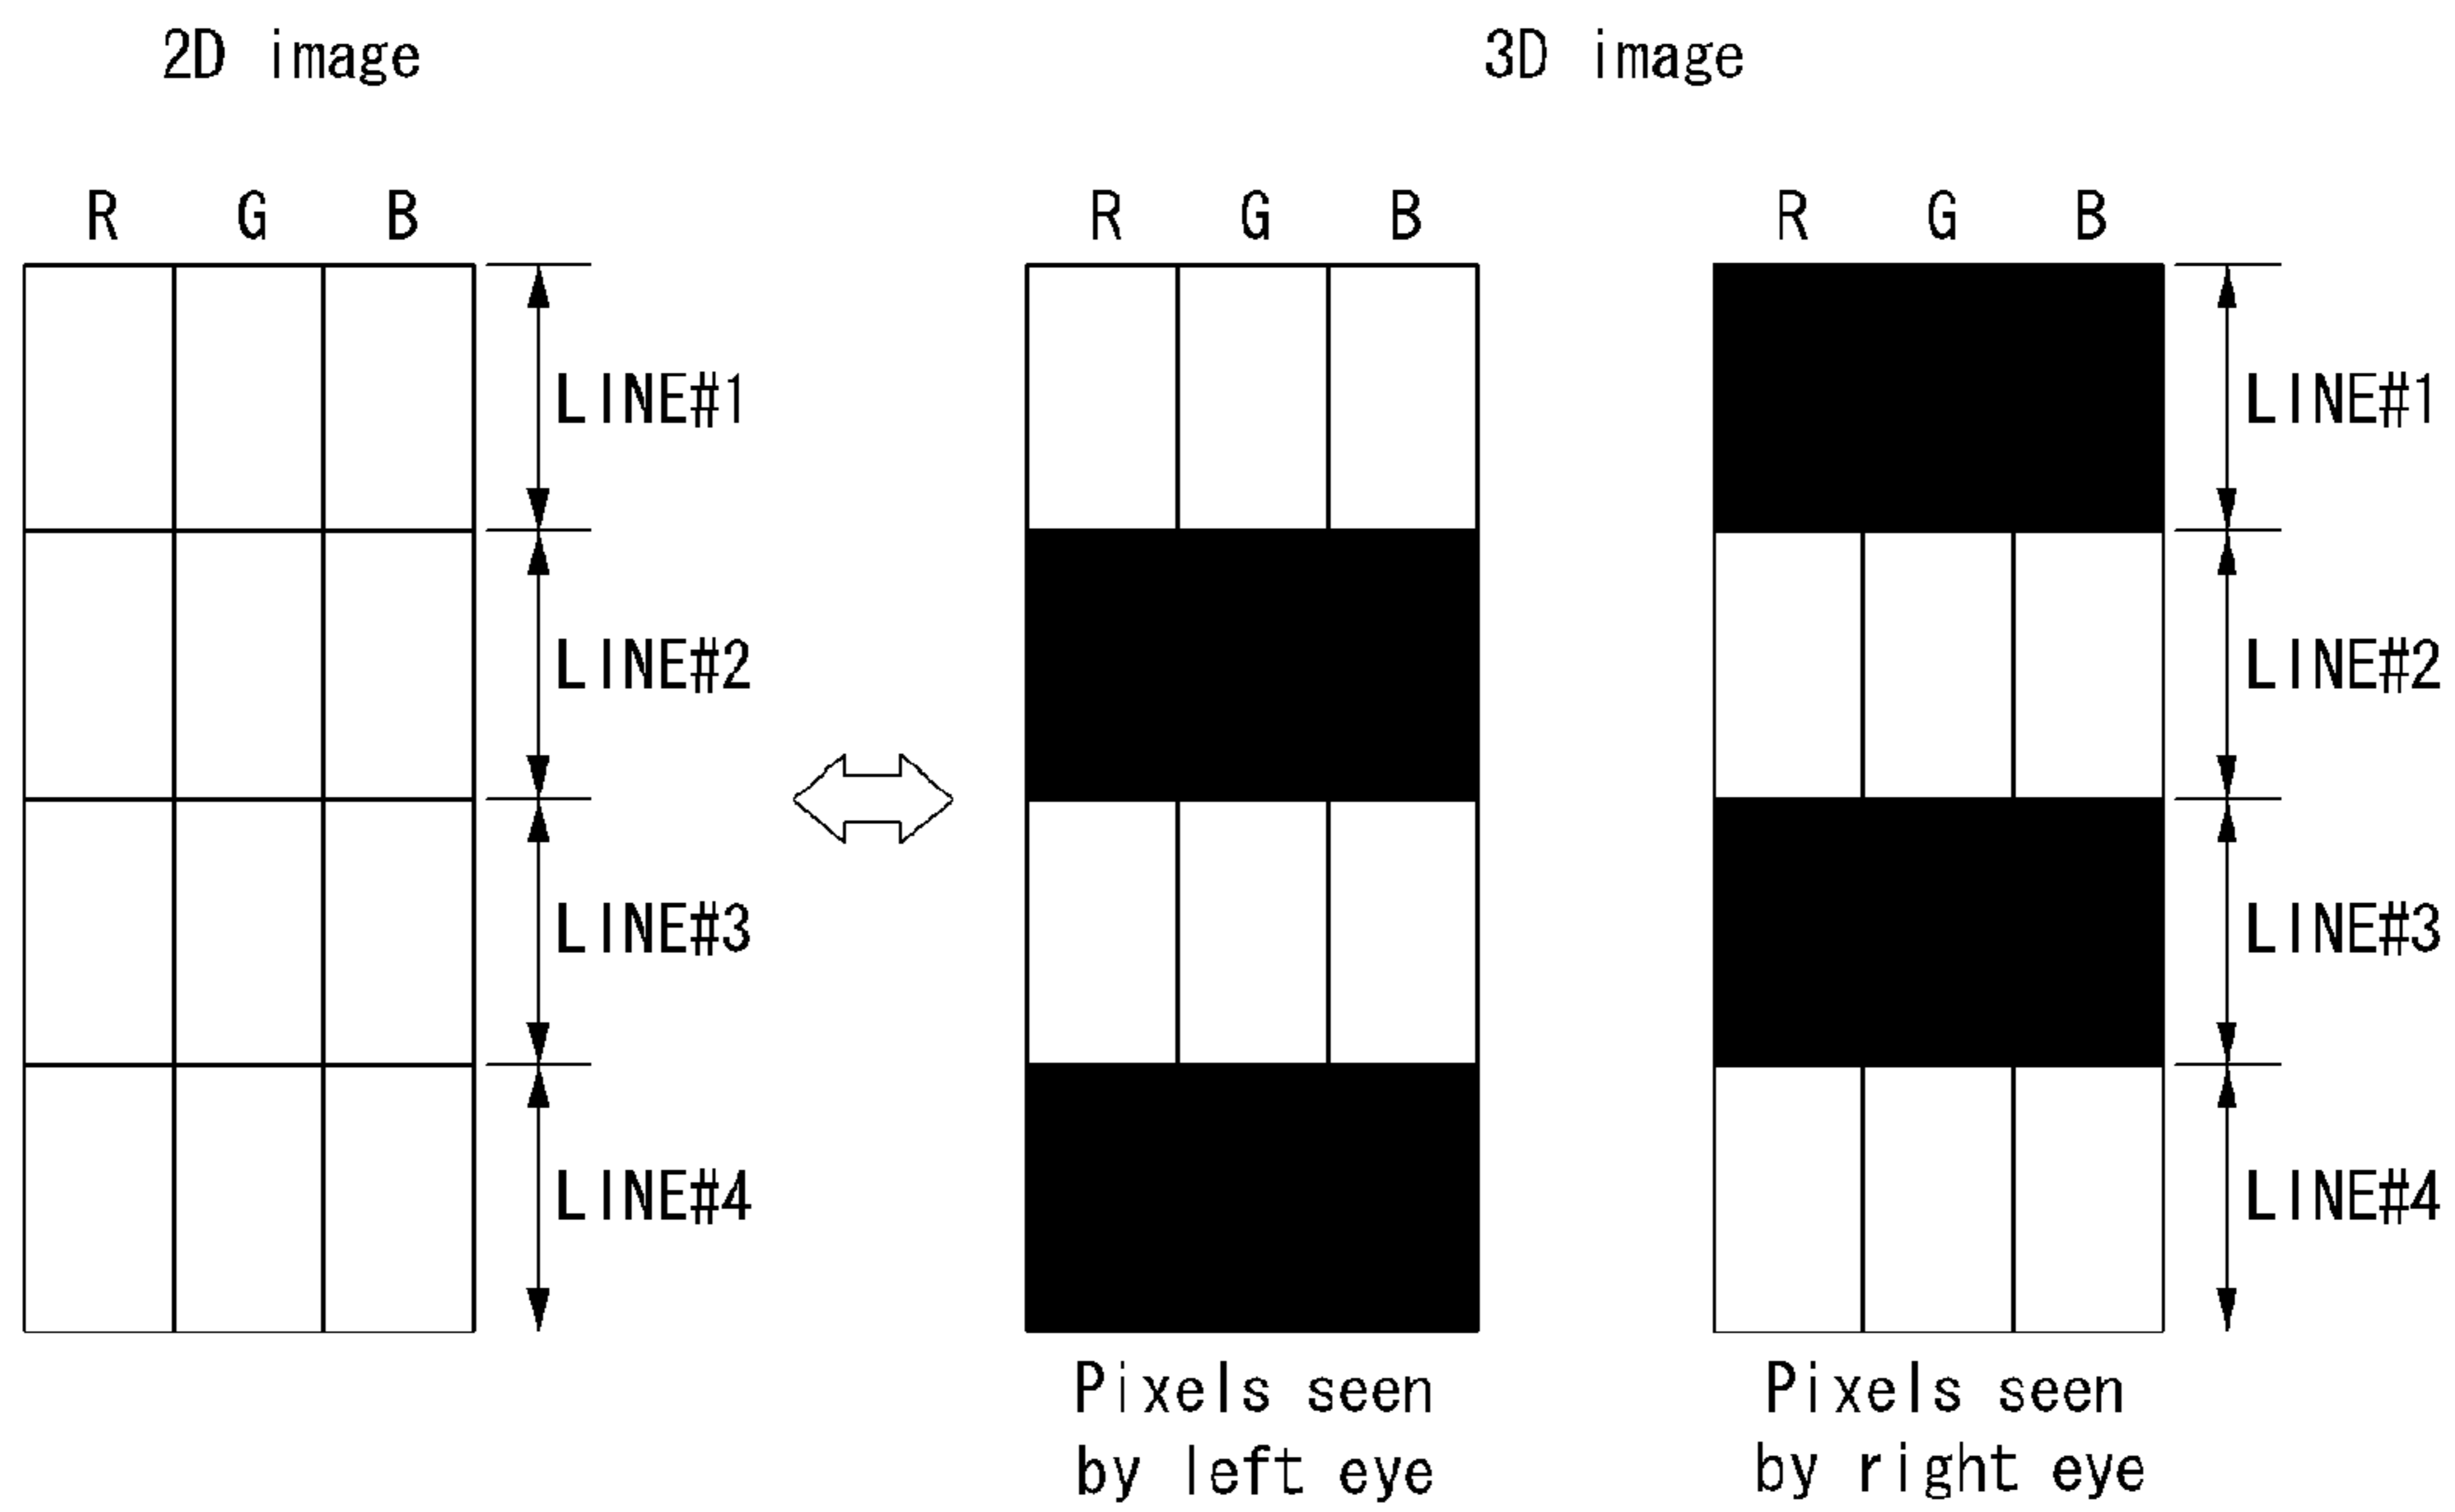 2D image
3D image
R G B
R G B
R G B
LINE#1
LINE#1
LINE#2
LINE#2
LINE#3
LINE#3
LINE#4
LINE#4
Pixels seen
by left eye
Pixels seen
by right eye